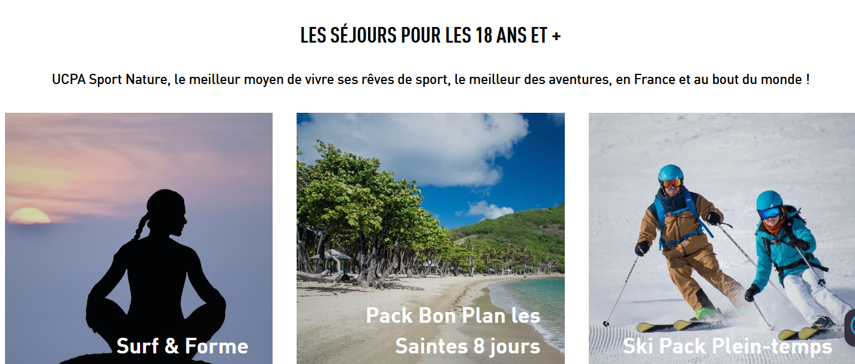 LES SÉJOURS POUR LES 18 ANS ET +
UCPA Sport Nature, le meilleur moyen de vivre ses rêves de sport, le meilleur des aventures, en France et au bout du monde !
Surf & Forme
Pack Bon Plan les
Saintes 8 jours
Ski Pack Plein-temps